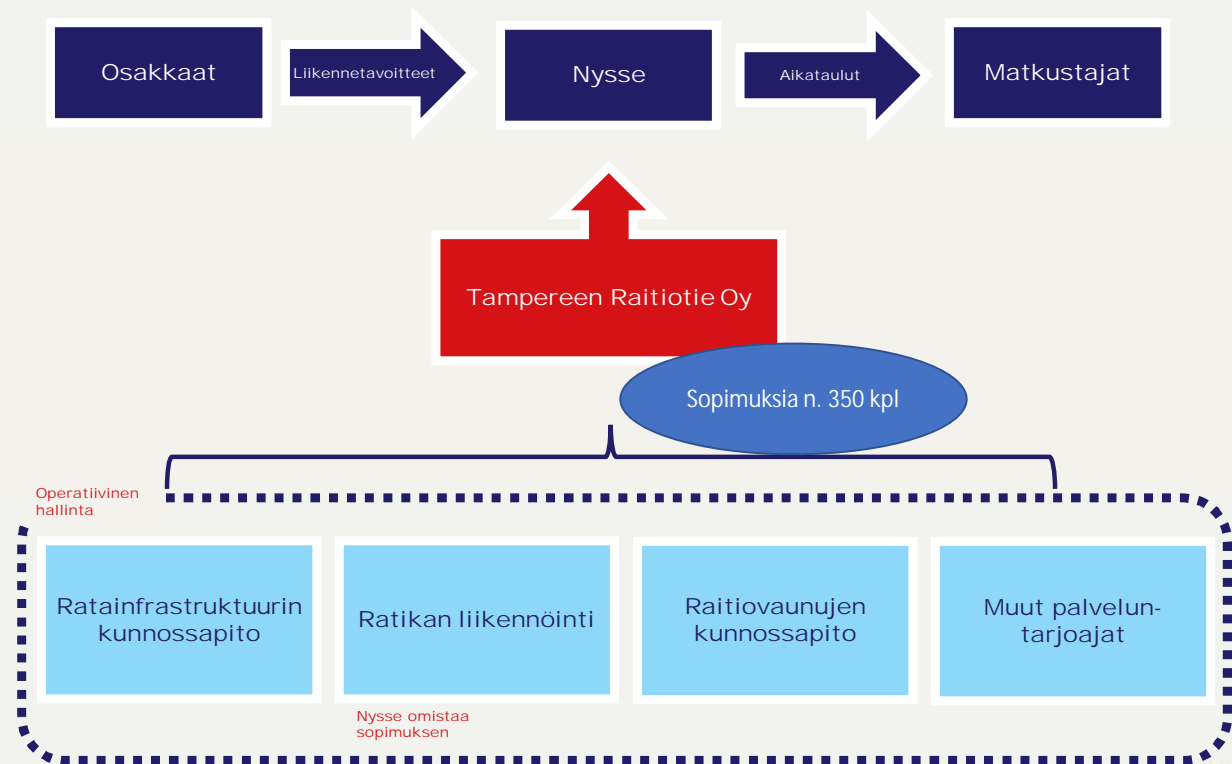 Osakkaat
Liikennetavoitteet
Nysse
Aikataulut
Matkustajat
Tampereen Raitiotie Oy
Sopimuksia n. 350 kpl
Operatiivinen
hallinta
Ratainfrastruktuurin
kunnossapito
Ratikan liikennöinti
Raitiovaunujen
kunnossapito
Muut palvelun-
tarjoajat
Nysse omistaa
sopimuksen